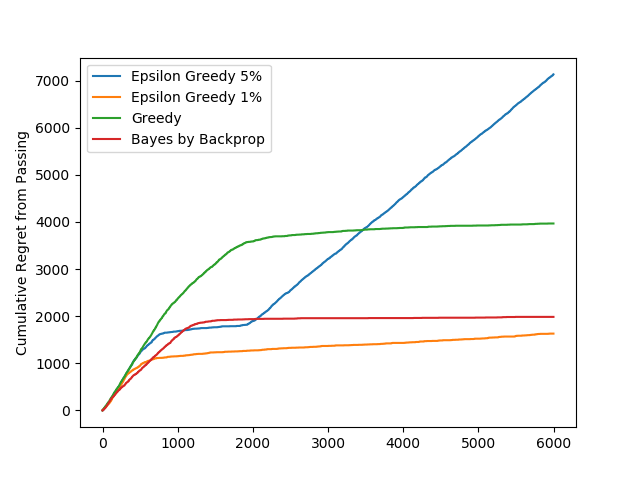 Epsilon Greedy 5%
Epsilon Greedy 1%
Greedy
Bayes by Backprop
Cumulative Regret from Passing
7000
6000
5000
4000
3000
2000
1000
0
0 1000 2000 3000 4000 5000 6000